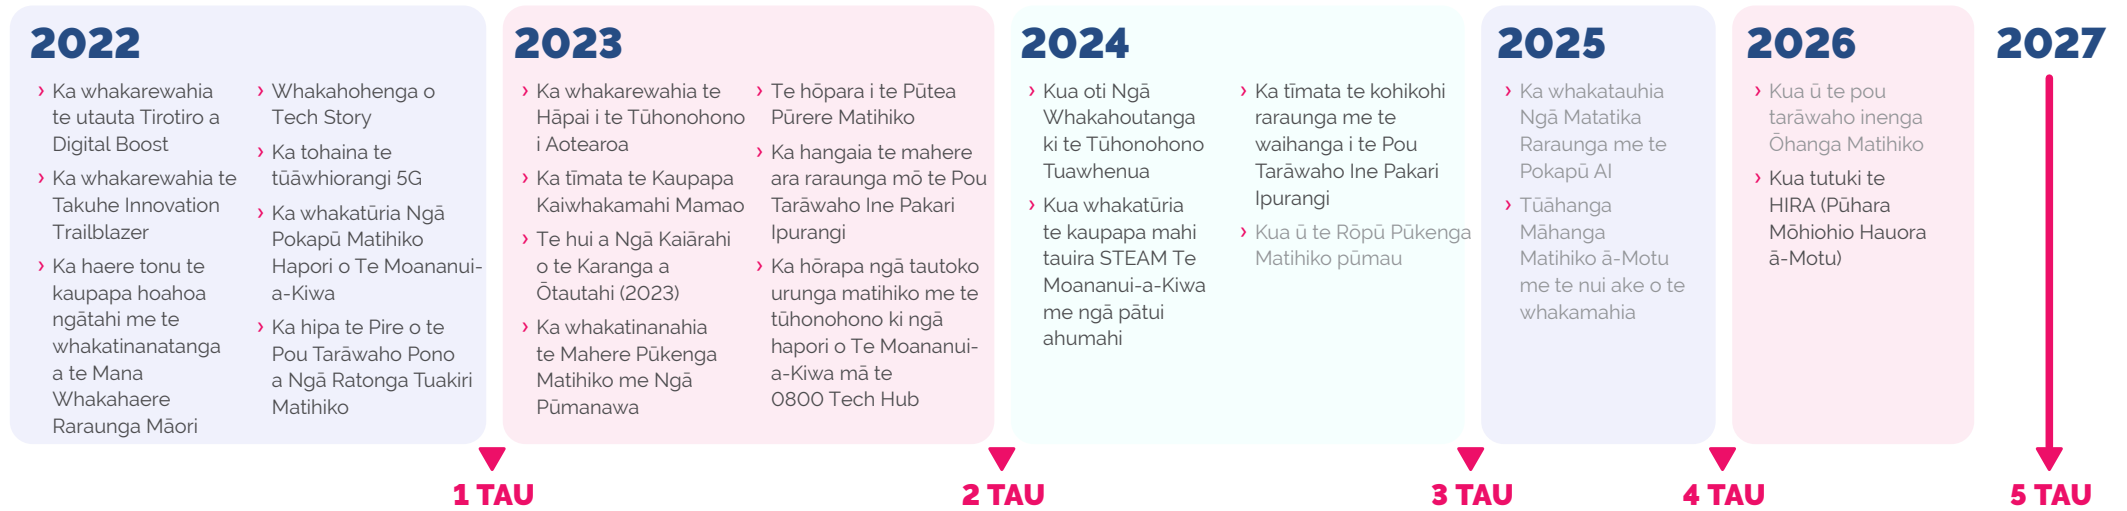 2022
Ka whakarewahia
te utauta Tirotiro a
Digital Boost
Ka whakarewahia te
Takuhe Innovation
Trailblazer
Ka haere tonu te
kaupapa hoahoa
ngātahi me te
whakatinanatanga
a te Mana
Whakahaere
Raraunga Māori
Whakahohenga o
Tech Story
Ka tohaina te
tūāwhiorangi 5G
Ka whakatūria Ngā
Pokapū Matihiko
Hapori o Te Moananui-
a-Kiwa
Ka hipa te Pire o te
Pou Tarāwaho Pono
a Ngā Ratonga Tuakiri
Matihiko
2023
Ka whakarewahia te
Hāpai i te Tūhonohono
i Aotearoa
Ka tīmata te Kaupapa
Kaiwhakamahi Mamao
Te hui a Ngā Kaiārahi
o te Karanga a
Ōtautahi (2023)
Ka whakatinanahia
te Mahere Pūkenga
Matihiko me Ngā
Pūmanawa
Te hōpara i te Pūtea
Pūrere Matihiko
Ka hangaia te mahere
ara raraunga mō te Pou
Tarāwaho Ine Pakari
Ipurangi
Ka hōrapa ngā tautoko
urunga matihiko me te
tūhonohono ki ngā
hapori o Te Moananui-
a-Kiwa mā te
0800 Tech Hub
2024
Kua oti Ngā
Whakahoutanga
ki te Tūhonohono
Tuawhenua
Kua whakatūria
te kaupapa mahi
tauira STEAM Te
Moananui-a-Kiwa
me ngā pātui
ahumahi
Ka tīmata te kohikohi
raraunga me te
waihanga i te Pou
Tarāwaho Ine Pakari
Ipurangi
Kua ū te Rōpū Pūkenga
Matihiko pūmau
2025
Ka whakatauhia
Ngā Matatika
Raraunga me te
Pokapū AI
Tūāhanga
Māhanga
Matihiko ā-Motu
me te nui ake o te
whakamahia
2026
Kua ū te pou
tarāwaho inenga
Ōhanga Matihiko
Kua tutuki te
HIRA (Pūhara
Mōhiohio Hauora
ā-Motu)
2027
1 TAU
2 TAU
3 TAU
4 TAU
5 TAU